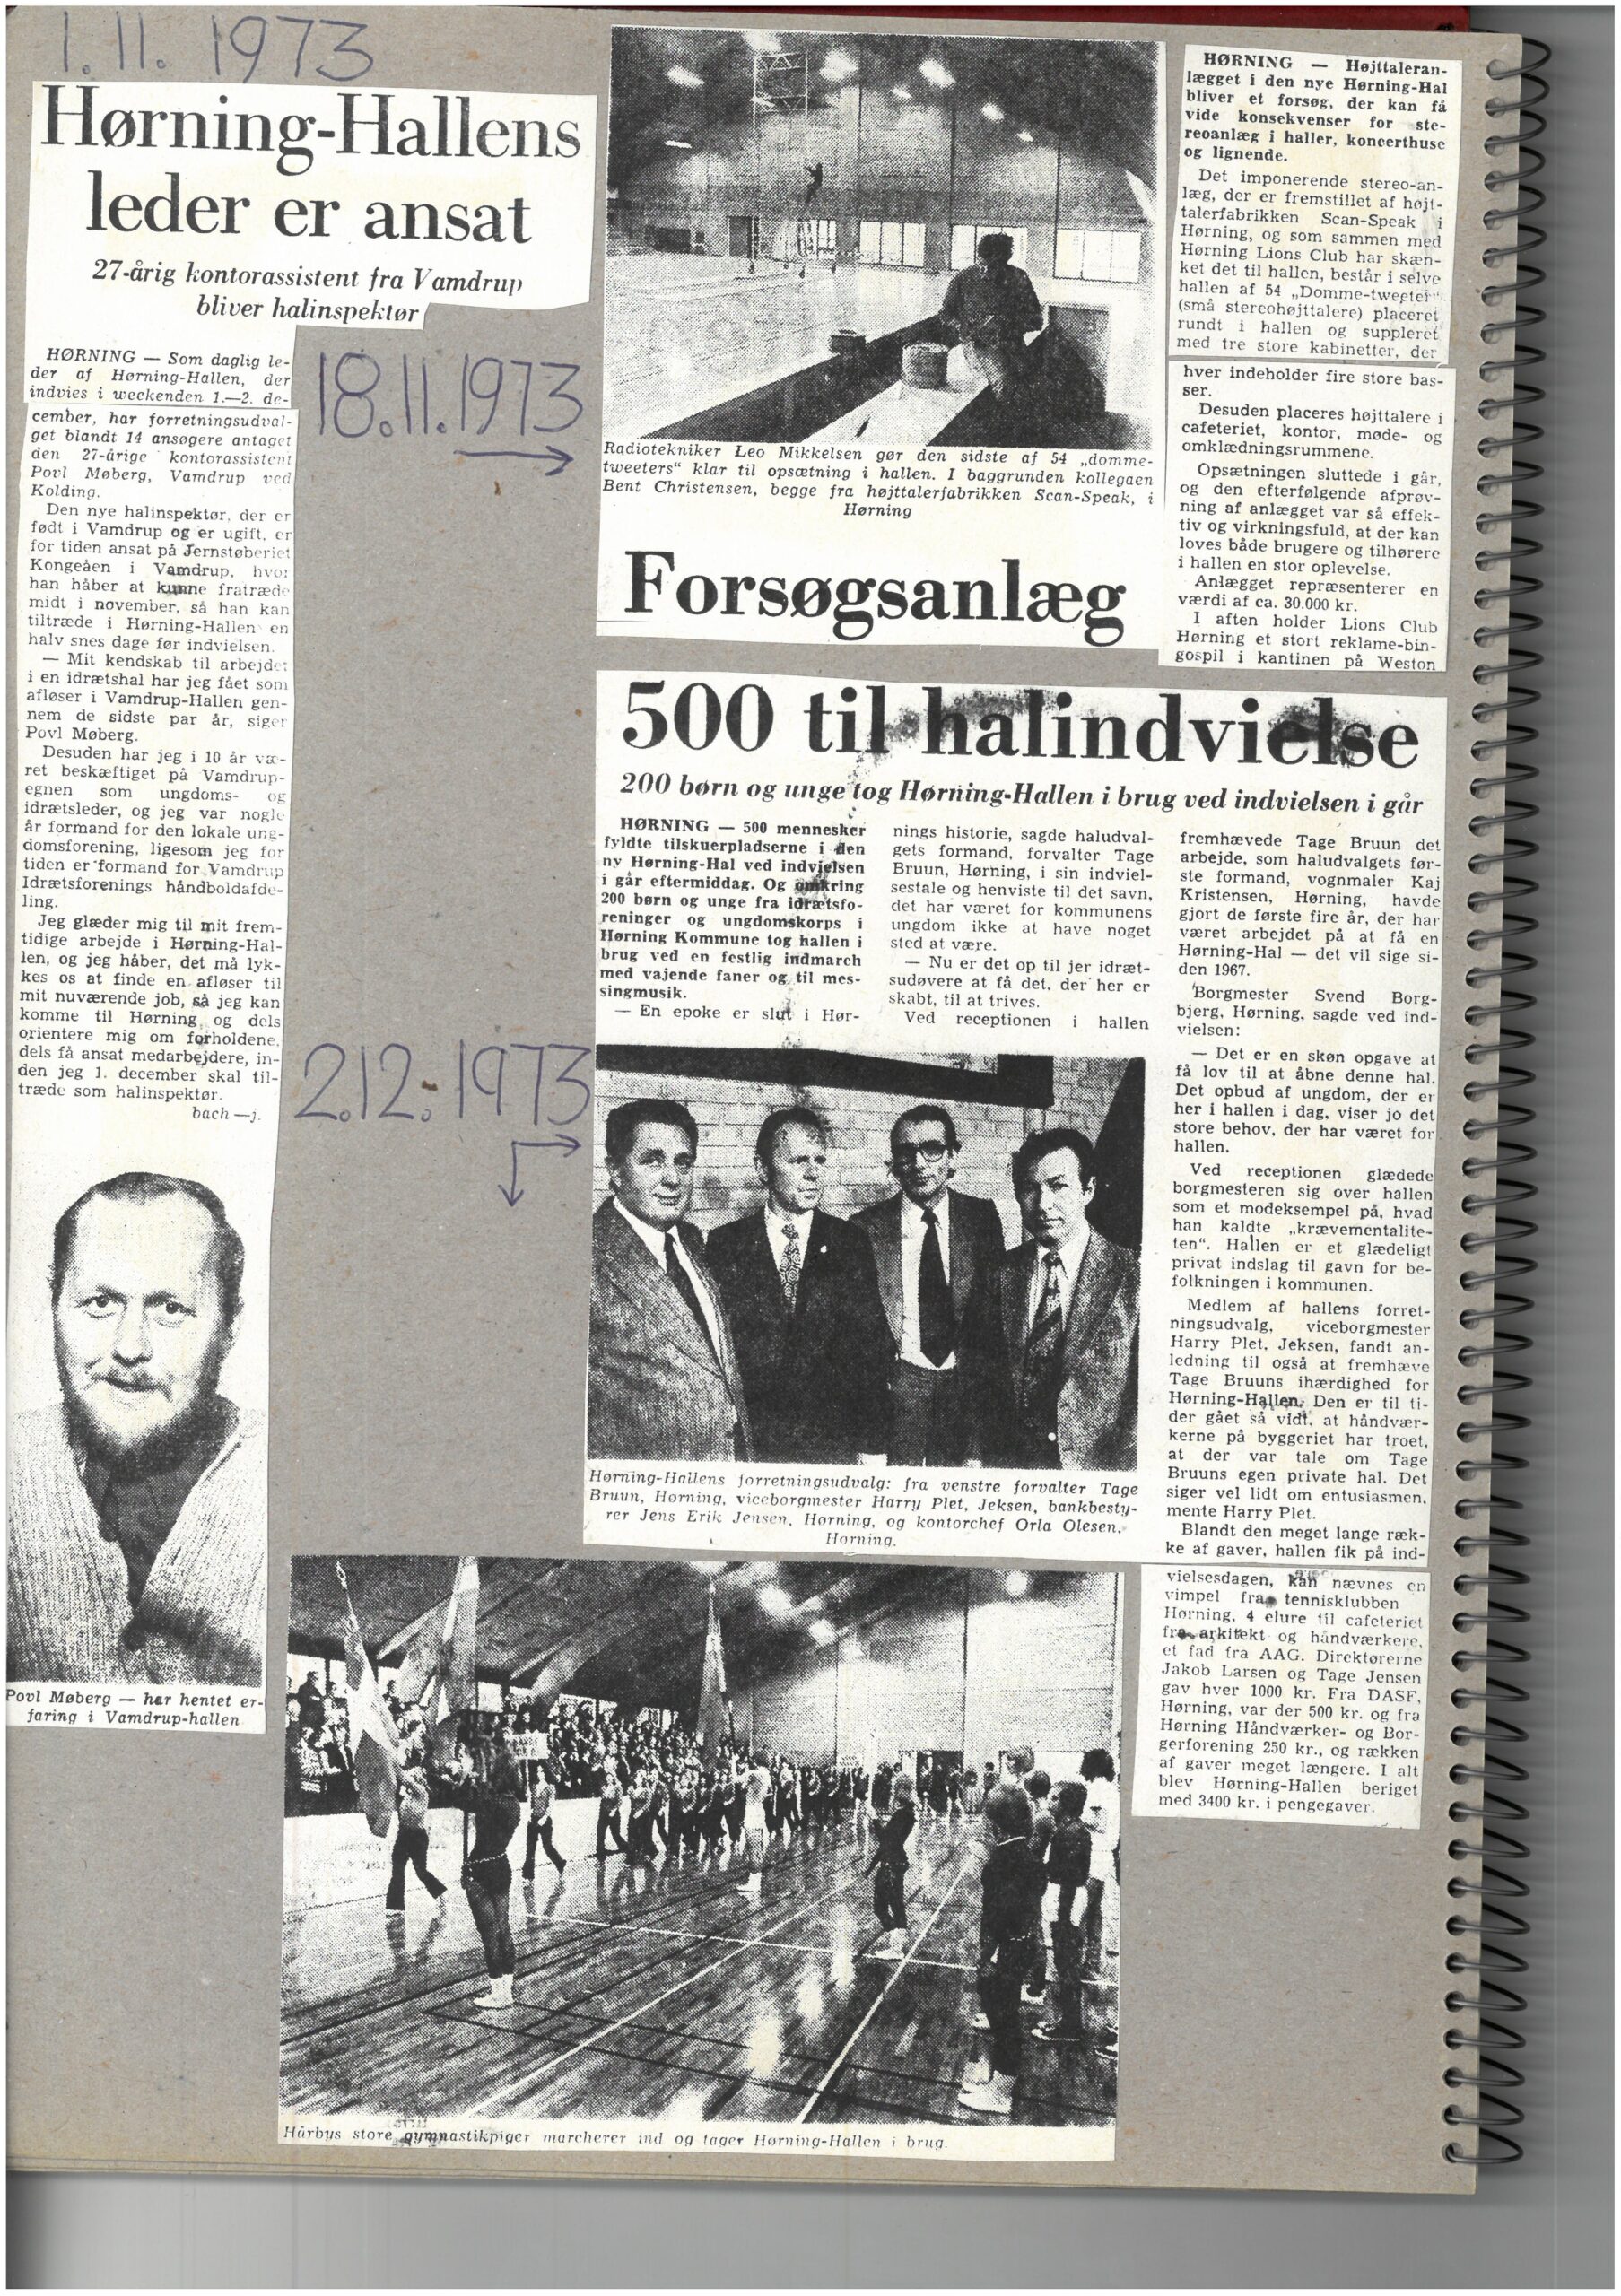 1.11.1973
Hørning-Hallens
leder er ansat
27-årig kontorassistent fra Vamdrup
bliver halinspektør
HØRNING — Som daglig le-
der af Hørning-Hallen, der
indvies i weekenden 1.—2. de-
cember, har forretningsudval-
get blandt 14 ansøgere antaget
den 27-årige kontorassistent
Povl Møberg, Vamdrup ved
Kolding.
Den nye halinspektør, der er
født i Vamdrup og er ugift, er
for tiden ansat på Jernstøberiet
Kongeåen i Vamdrup, hvor
han håber at kunne fratræde
midt i november, så han kan
tiltræde i Hørning-Hallen en
halv snes dage før indvielsen.
— Mit kendskab til arbejdet
i en idrætshal har jeg fået som
afløser i Vamdrup-Hallen gen-
nem de sidste par år, siger
Povl Møberg.
Desuden har jeg i 10 år væ-
ret beskæftiget på Vamdrup-
egnen som ungdoms- og
idrætsleder, og jeg var nogle
år formand for den lokale ung-
domsforening, ligesom jeg for
tiden er formand for Vamdrup
Idrætsforenings håndboldafde-
ling.
Jeg glæder mig til mit frem-
tidige arbejde i Hørning-Hal-
len, og jeg håber, det må lyk-
kes os at finde en afløser til
mit nuværende job, så jeg kan
komme til Hørning og dels
orientere mig om forholdene,
dels få ansat medarbejdere, in-
den jeg 1. december skal til-
træde som halinspektør.
bach—j.
Povl Møberg — har hentet er-
faring i Vamdrup-hallen
18.11.1973
Radiotekniker Leo Mikkelsen gør den sidste af 54 „domme-
tweeters“ klar til opsætning i hallen. I baggrunden kollegaen
Bent Christensen, begge fra højttalerfabrikken Scan-Speak, i
Hørning
Forsøgsanlæg
HØRNING — Højttaleran-
lægget i den nye Hørning-Hal
bliver et forsøg, der kan få
vide konsekvenser for ste-
reoanlæg i haller, koncerthuse
og lignende.
Det imponerende stereo-an-
læg, der er fremstillet af højt-
talerfabrikken Scan-Speak i
Hørning, og som sammen med
Hørning Lions Club har skæn-
ket det til hallen, består i selve
hallen af 54 „Domme-tweeter“
(små stereohøjttalere) placeret
rundt i hallen og suppleret
med tre store kabinetter, der
hver indeholder fire store bas-
ser.
Desuden placeres højttalere i
cafeteriet, kontor, møde- og
omklædningsrummene.
Opsætningen sluttede i går,
og den efterfølgende afprøv-
ning af anlægget var så effek-
tiv og virkningsfuld, at der kan
loves både brugere og tilhørere
i hallen en stor oplevelse.
Anlægget repræsenterer en
værdi af ca. 30.000 kr.
I aften holder Lions Club
Hørning et stort reklame-bin-
gospil i kantinen på Weston
500 til halindvielse
200 børn og unge tog Hørning-Hallen i brug ved indvielsen i går
HØRNING — 500 mennesker
fyldte tilskuerpladserne i den
ny Hørning-Hal ved indvielsen
i går eftermiddag. Og omkring
200 børn og unge fra idrætsfo-
reninger og ungdomskorps i
Hørning Kommune tog hallen i
brug ved en festlig indmarch
med vajende faner og til mes-
singmusik.
— En epoke er slut i Hør-
nings historie, sagde haludval-
gets formand, forvalter Tage
Bruun, Hørning, i sin indviel-
sestale og henviste til det savn,
det har været for kommunens
ungdom ikke at have noget
sted at være.
— Nu er det op til jer idræt-
sudøvere at få det, der her er
skabt, til at trives.
Ved receptionen i hallen
fremhævede Tage Bruun det
arbejde, som haludvalgets før-
ste formand, vognmaler Kaj
Kristensen, Hørning, havde
gjort de første fire år, der har
været arbejdet på at få en
Hørning-Hal — det vil sige si-
den 1967.
Borgmester Svend Borg-
bjerg, Hørning, sagde ved ind-
vielsen:
— Det er en skøn opgave at
få lov til at åbne denne hal.
Det opbud af ungdom, der er
her i hallen i dag, viser jo det
store behov, der har været for
hallen.
Ved receptionen glædede
borgmesteren sig over hallen
som et modeksempel på, hvad
han kaldte „krævementalite-
ten“. Hallen er et glædeligt
privat indslag til gavn for be-
folkningen i kommunen.
Medlem af hallens forret-
ningsudvalg, viceborgmester
Harry Plet, Jeksen, fandt an-
ledning til også at fremhæve
Tage Bruuns ihærdighed for
Hørning-Hallen. Den er til ti-
der gået så vidt, at håndvær-
kerne på byggeriet har troet,
at der var tale om Tage
Bruuns egen private hal. Det
siger vel lidt om entusiasmen,
mente Harry Plet.
Blandt den meget lange ræk-
ke af gaver, hallen fik på ind-
vielsesdagen, kan nævnes en
vimpel fra tennisklubben
Hørning, 4 elure til cafeteriet
fra arkitekt og håndværkere,
et fad fra AAG. Direktørerne
Jakob Larsen og Tage Jensen
gav hver 1000 kr. Fra DASF,
Hørning, var der 500 kr. og fra
Hørning Håndværker- og Bor-
gerforening 250 kr., og rækken
af gaver meget længere. I alt
blev Hørning-Hallen beriget
med 3400 kr. i pengegaver.
2.12.1973
Hørning-Hallens forretningsudvalg: fra venstre forvalter Tage
Bruun, Hørning, viceborgmester Harry Plet, Jeksen, bankbesty-
rer Jens Erik Jensen, Hørning, og kontorchef Orla Olesen,
Hørning.
Hårbys store gymnastikpiger marcherer ind og tager Hørning-Hallen i brug.